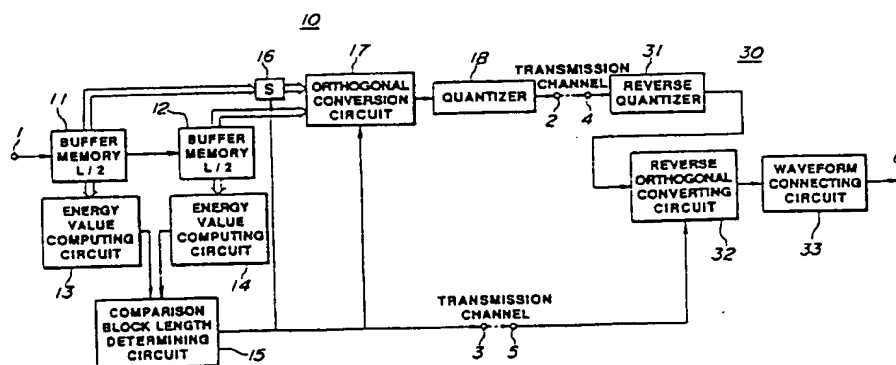 10
16
17
18
TRANSMISSION
CHANNEL
31
30
S
ORTHOGONAL
CONVERSION
CIRCUIT
QUANTIZER
2
4
REVERSE
QUANTIZER
11
12
1
BUFFER
MEMORY
L/2
BUFFER
MEMORY
L/2
ENERGY
VALUE
COMPUTING
CIRCUIT
13
ENERGY
VALUE
COMPUTING
CIRCUIT
14
REVERSE
ORTHOGONAL
CONVERTING
CIRCUIT
32
WAVEFORM
CONNECTING
CIRCUIT
33
6
COMPARISON
BLOCK LENGTH
DETERMINING
CIRCUIT
15
TRANSMISSION
CHANNEL
3
5